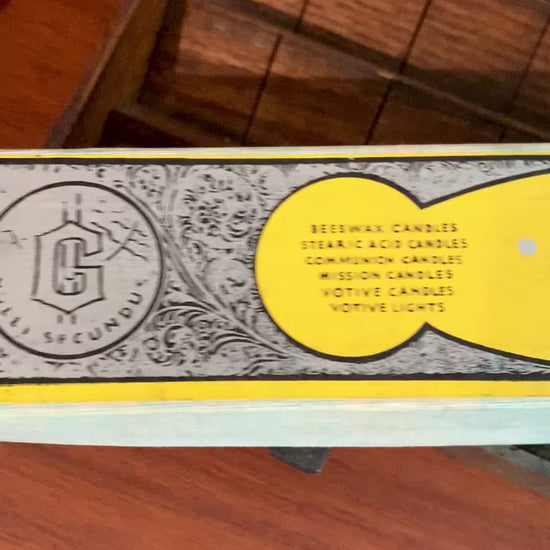 G
SECUNDUS
BEESWAX CANDLES
STEARIC ACID CANDLES
COMMUNION CANDLES
MISSION CANDLES
VOTIVE CANDLES
VOTIVE LIGHTS